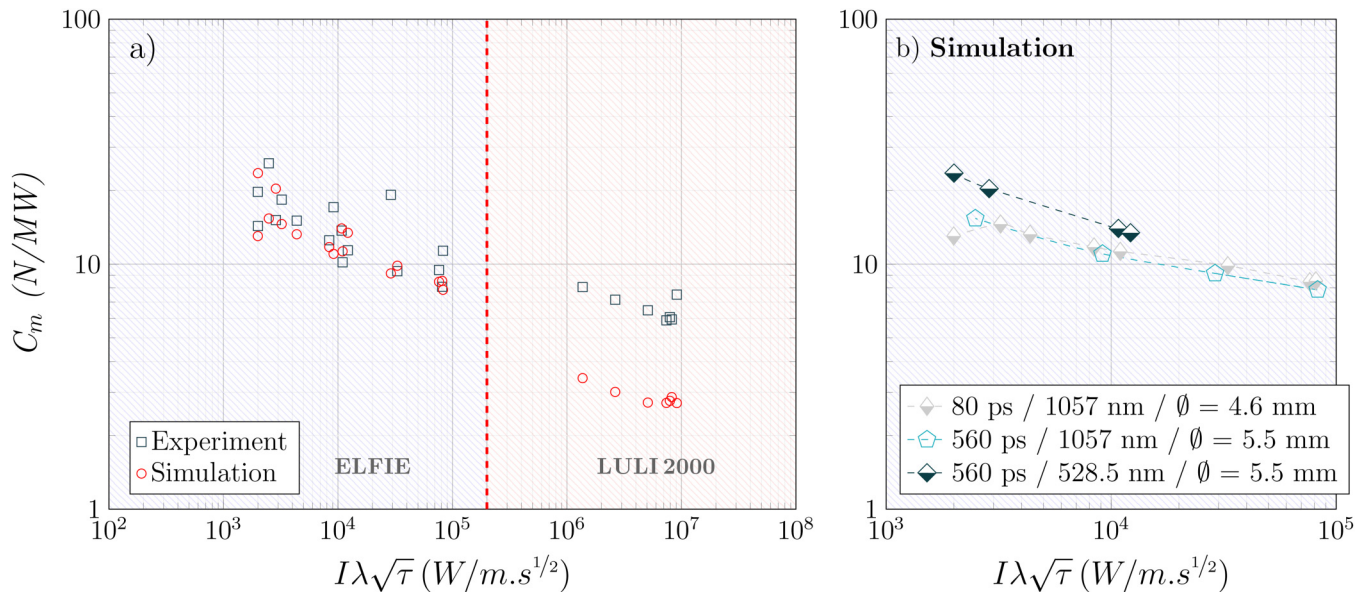 a)
C_m (N/MW)
100
10
1
Experiment
Simulation
ELFIE
LULI 2000
10^2
10^3
10^4
10^5
10^6
10^7
10^8
Iλ√τ (W/m.s^{1/2})
b) Simulation
100
10
1
80 ps / 1057 nm / ∅ = 4.6 mm
560 ps / 1057 nm / ∅ = 5.5 mm
560 ps / 528.5 nm / ∅ = 5.5 mm
10^3
10^4
10^5
Iλ√τ (W/m.s^{1/2})